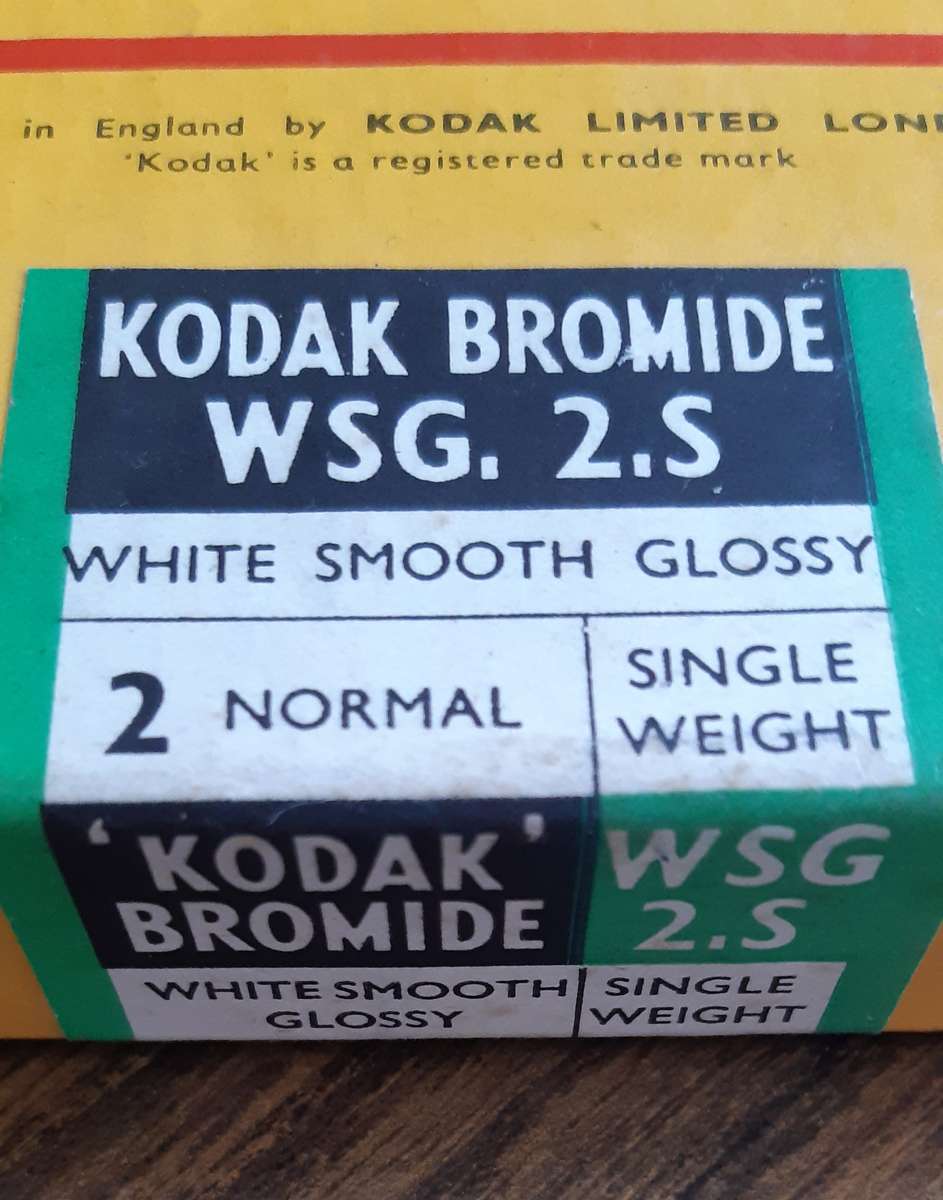 in England by KODAK LIMITED
'Kodak' is a registered trade mark
KODAK BROMIDE
WSG. 2.S
WHITE SMOOTH GLOSSY
2 NORMAL
SINGLE
WEIGHT
'KODAK'
BROMIDE
WSG
2.S
WHITE SMOOTH
GLOSSY
SINGLE
WEIGHT